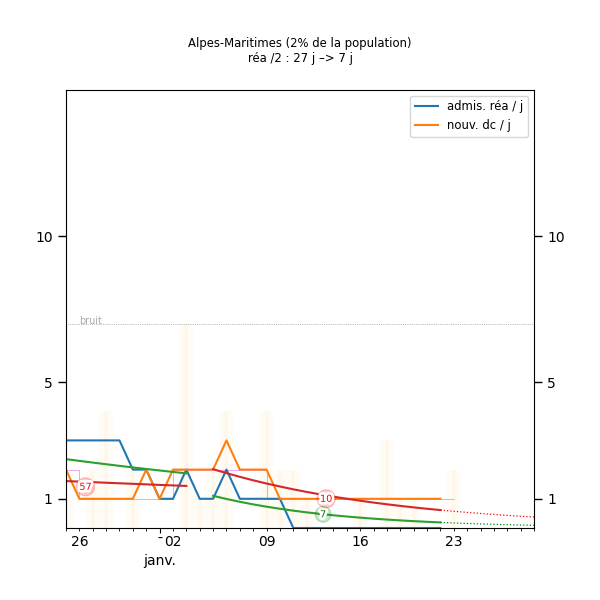 Alpes-Maritimes (2% de la population)
réa /2 : 27 j –> 7 j
admis. réa / j
nouv. dc / j
10
10
bruit
5
5
57
10
7
1
1
26
02
09
16
23
janv.